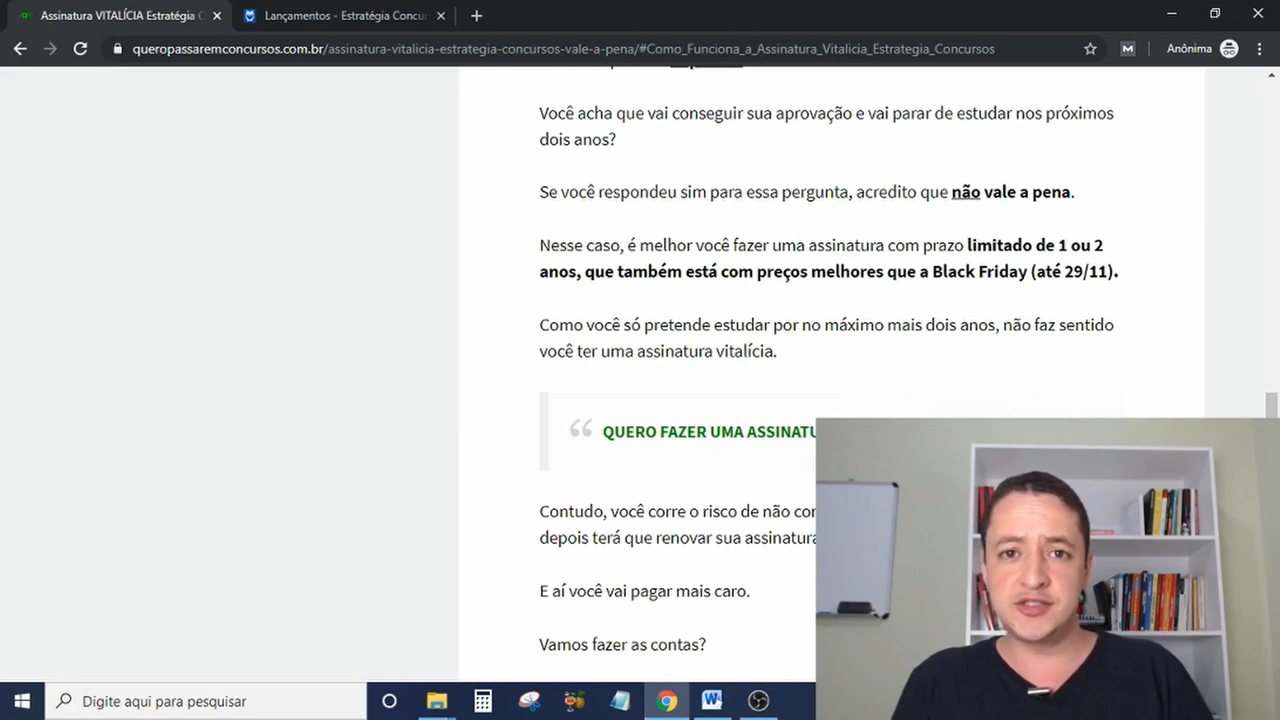 Assinatura VITALÍCIA Estratégia C
Lançamentos - Estratégia Concur
queropassaremconcursos.com.br/assinatura-vitalicia-estrategia-concursos-vale-a-pena/#Como_Funciona_a_Assinatura_Vitalicia_Estrategia_Concursos
Anônima
Você acha que vai conseguir sua aprovação e vai parar de estudar nos próximos
dois anos?
Se você respondeu sim para essa pergunta, acredito que não vale a pena.
Nesse caso, é melhor você fazer uma assinatura com prazo limitado de 1 ou 2
anos, que também está com preços melhores que a Black Friday (até 29/11).
Como você só pretende estudar por no máximo mais dois anos, não faz sentido
você ter uma assinatura vitalícia.
QUERO FAZER UMA ASSINATU
Contudo, você corre o risco de não con
depois terá que renovar sua assinatura
E aí você vai pagar mais caro.
Vamos fazer as contas?
Digite aqui para pesquisar